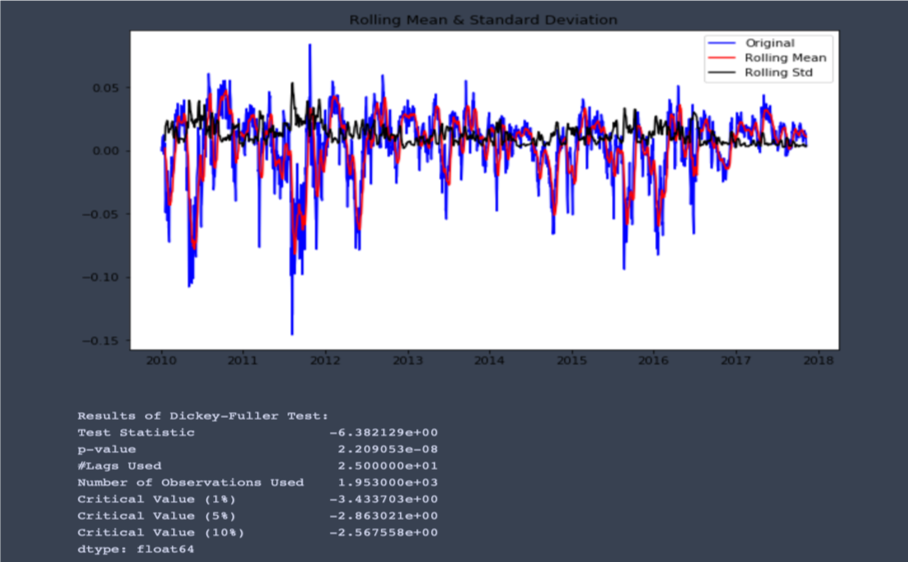 Rolling Mean & Standard Deviation
Original
Rolling Mean
Rolling Std
0.05
0.00
−0.05
−0.10
−0.15
2010 2011 2012 2013 2014 2015 2016 2017 2018
Results of Dickey-Fuller Test:
Test Statistic -6.382129e+00
p-value 2.209053e-08
#Lags Used 2.500000e+01
Number of Observations Used 1.953000e+03
Critical Value (1%) -3.433703e+00
Critical Value (5%) -2.863021e+00
Critical Value (10%) -2.567558e+00
dtype: float64